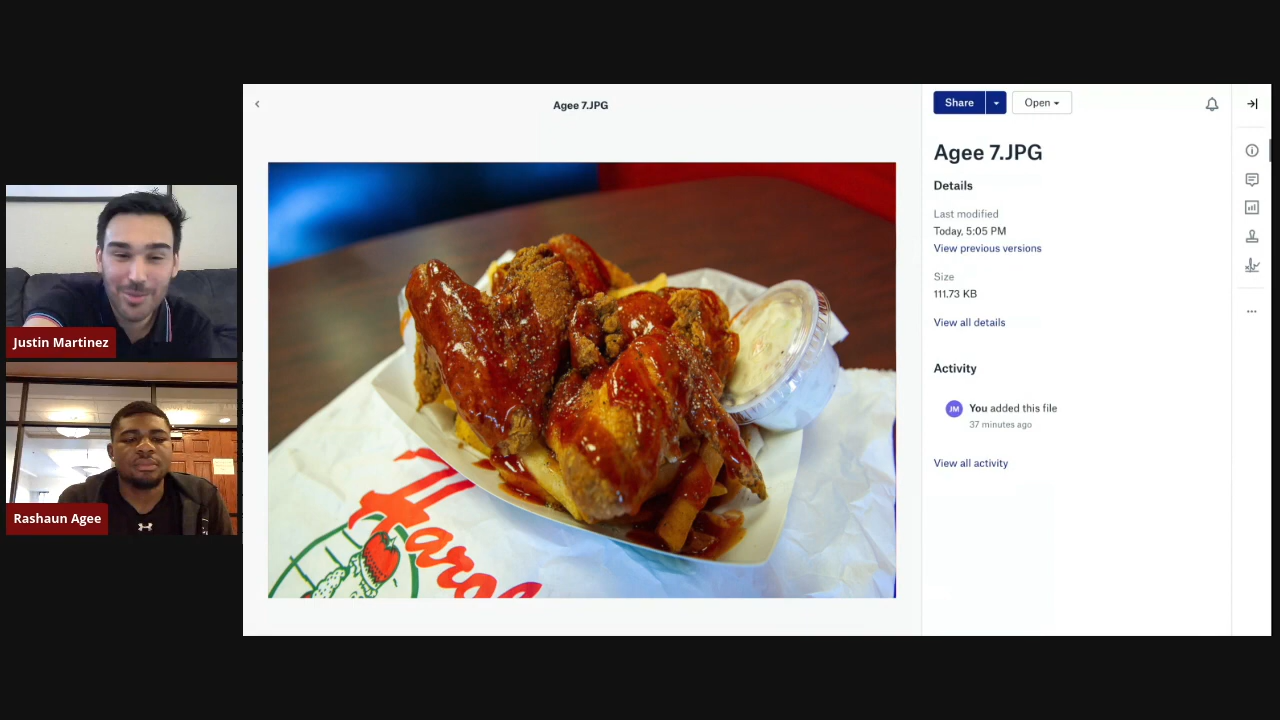 Agee 7.JPG
Share
Open
Agee 7.JPG
Details
Last modified
Today, 5:05 PM
View previous versions
Size
111.73 KB
View all details
Activity
JM
You added this file
37 minutes ago
View all activity
Justin Martinez
Rashaun Agee
Haro